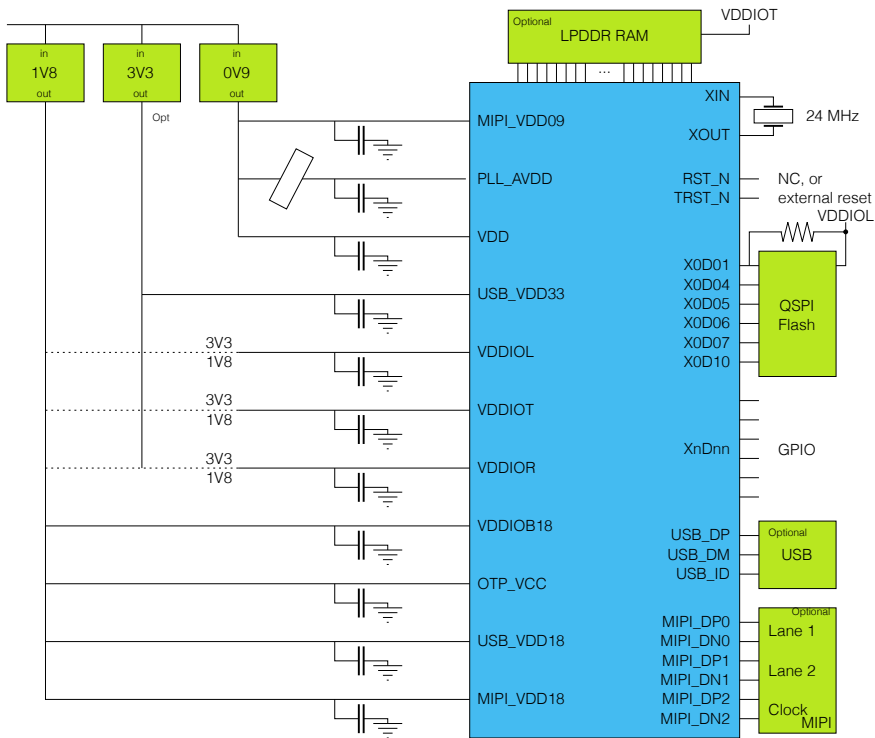 in
1V8
out
in
3V3
out
Opt
in
0V9
out
Optional
LPDDR RAM
...
VDDIOT
MIPI_VDD09
PLL_AVDD
VDD
USB_VDD33
3V3
1V8
VDDIOL
3V3
1V8
VDDIOT
3V3
1V8
VDDIOR
VDDIOB18
OTP_VCC
USB_VDD18
MIPI_VDD18
XIN
XOUT
24 MHz
RST_N
TRST_N
NC, or
external reset
VDDIOL
X0D01
X0D04
X0D05
X0D06
X0D07
X0D10
QSPI
Flash
XnDnn
GPIO
USB_DP
USB_DM
USB_ID
Optional
USB
MIPI_DP0
MIPI_DN0
MIPI_DP1
MIPI_DN1
MIPI_DP2
MIPI_DN2
Optional
Lane 1
Lane 2
Clock
MIPI